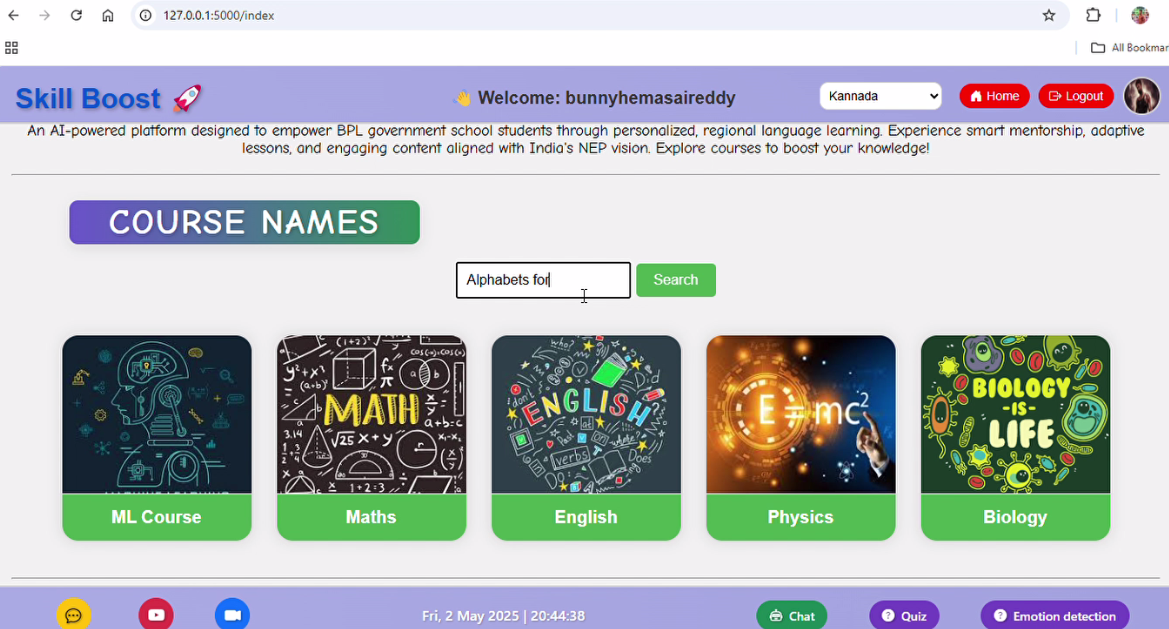 127.0.0.1:5000/index
All Bookmar
Skill Boost
Welcome: bunnyhemasaireddy
Kannada
Home
Logout
An AI-powered platform designed to empower BPL government school students through personalized, regional language learning. Experience smart mentorship, adaptive
lessons, and engaging content aligned with India's NEP vision. Explore courses to boost your knowledge!
COURSE NAMES
Alphabets for
Search
MATH
ENGLISH
verbs
E=mc²
BIOLOGY
-IS-
LIFE
ML Course
Maths
English
Physics
Biology
Fri, 2 May 2025 | 20:44:38
Chat
Quiz
Emotion detection